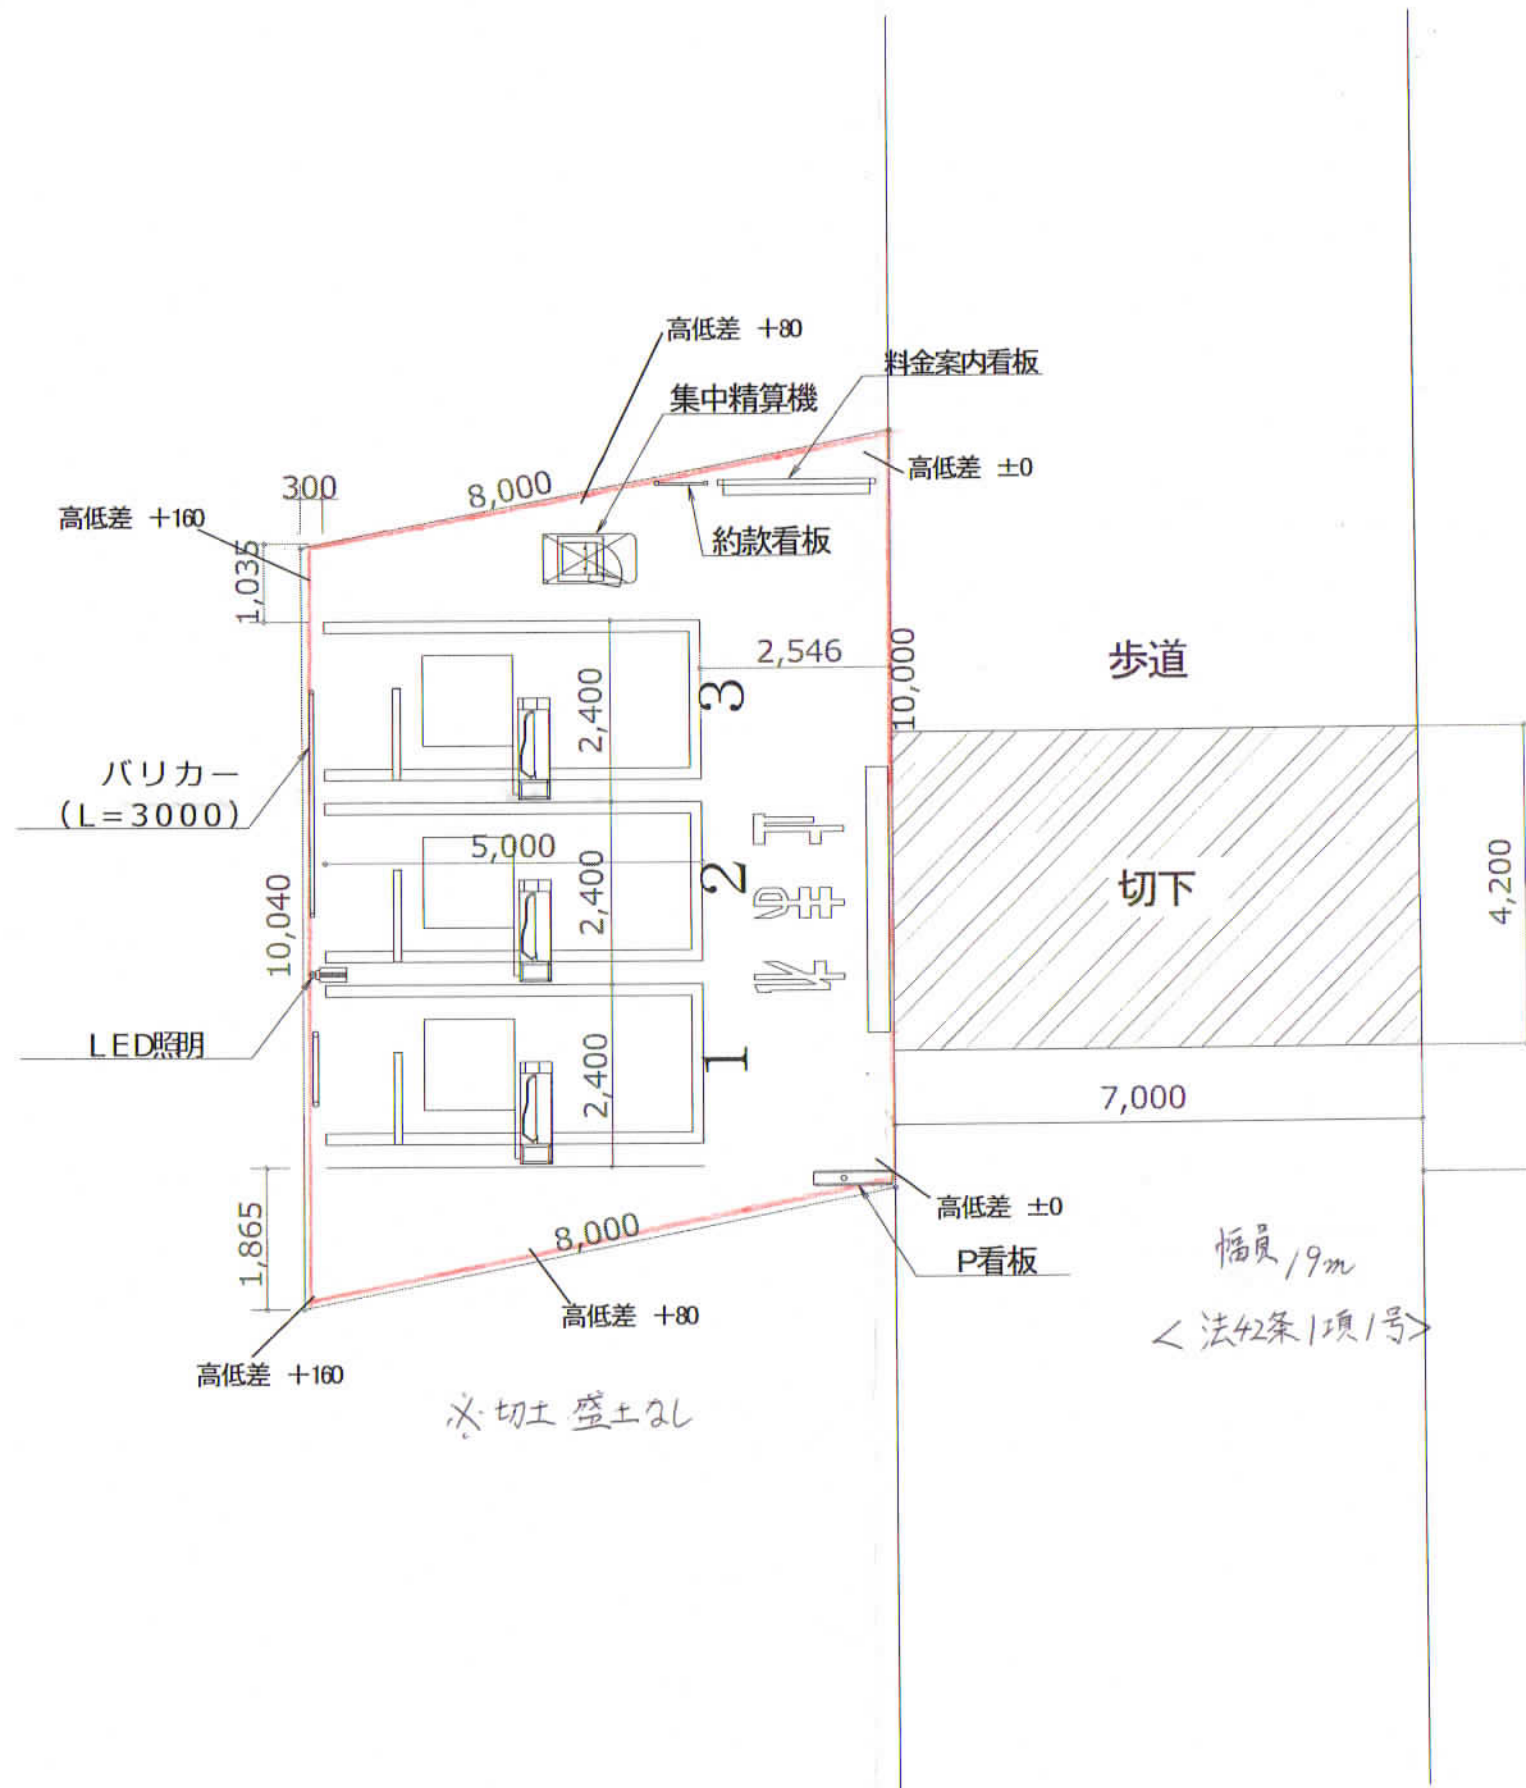 高低差 +80
料金案内看板
集中精算機
高低差 ±0
300
8,000
高低差 +160
約款看板
1,035
2,546
10,000
歩道
3
2,400
バリカー
(L=3000)
5,000
2
2,400
切下
4,200
10,040
LED照明
1
2,400
7,000
1,865
8,000
高低差 ±0
P看板
幅員 19m
高低差 +80
<法42条1項1号>
高低差 +160
※切土 盛土なし